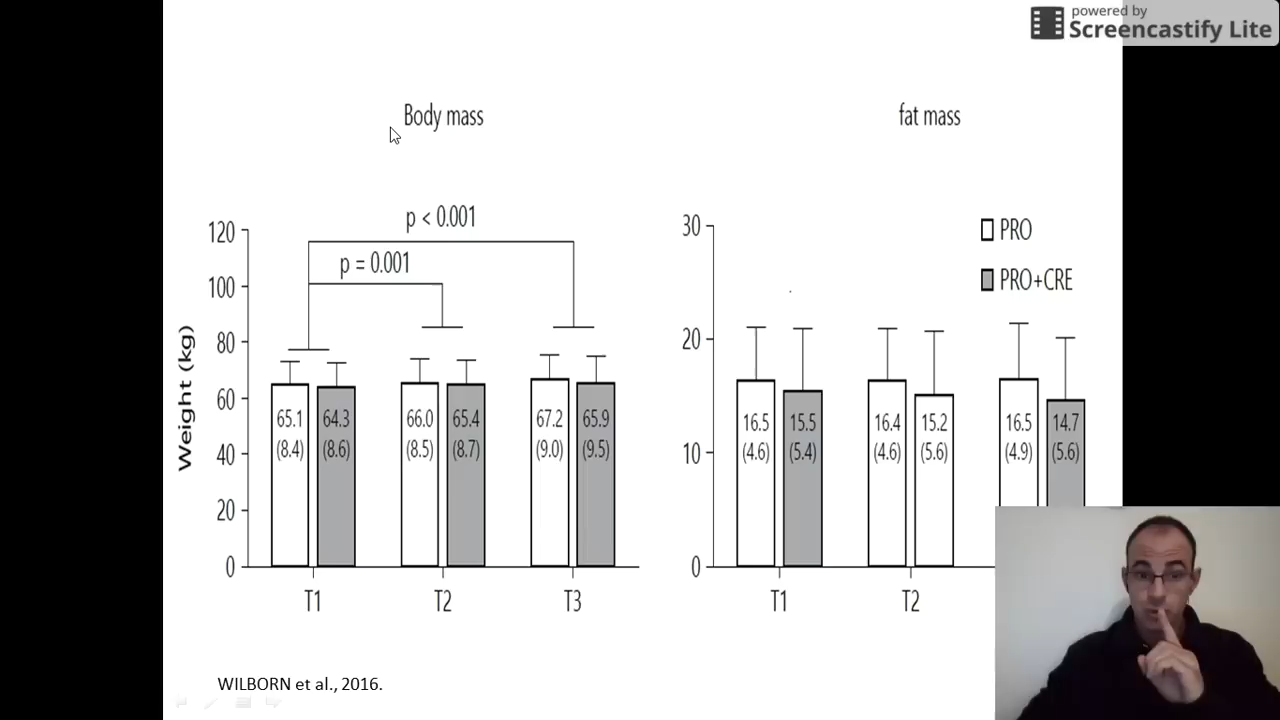 powered by
Screencastify Lite
Body mass
fat mass
p < 0.001
p = 0.001
Weight (kg)
120
100
80
60
40
20
0
65.1
(8.4)
64.3
(8.6)
66.0
(8.5)
65.4
(8.7)
67.2
(9.0)
65.9
(9.5)
T1
T2
T3
30
20
10
0
PRO
PRO+CRE
16.5
(4.6)
15.5
(5.4)
16.4
(4.6)
15.2
(5.6)
16.5
(4.9)
14.7
(5.6)
T1
T2
WILBORN et al., 2016.